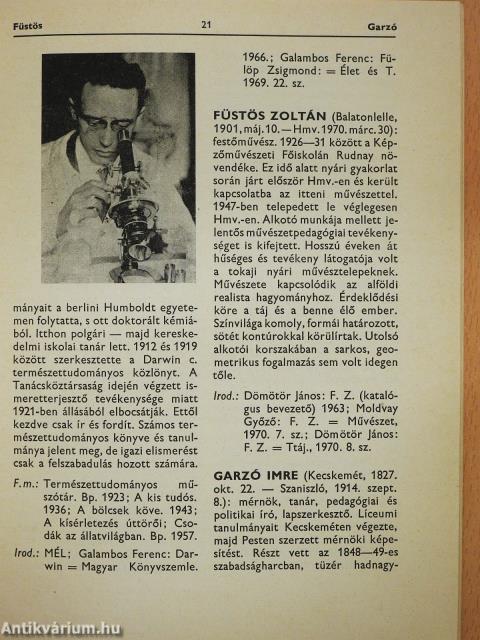 Füstös 21 Garzó
mányait a berlini Humboldt egyete-
men folytatta, s ott doktorált kémiá-
ból. Itthon polgári — majd kereske-
delmi iskolai tanár lett. 1912 és 1919
között szerkesztette a Darwin c.
természettudományos közlönyt. A
Tanácsköztársaság idején végzett is-
meretterjesztő tevékenysége miatt
1921-ben állásából elbocsátják. Ettől
kezdve csak ír és fordít. Számos ter-
mészettudományos könyve és tanul-
mánya jelent meg, de igazi elismerést
csak a felszabadulás hozott számára.
F.m.: Természettudományos mű-
szótár. Bp. 1923; A kis tudós.
1936; A bölcsek köve. 1943;
A kísérletezés úttörői; Cso-
dák az állatvilágban. Bp. 1957.
Irod.: MÉL; Galambos Ferenc: Dar-
win = Magyar Könyvszemle.
1966.; Galambos Ferenc: Fü-
löp Zsigmond: = Élet és T.
1969. 22. sz.
FÜSTÖS ZOLTÁN (Balatonlelle,
1901, máj. 10. — Hmv. 1970. márc. 30):
festőművész. 1926—31 között a Kép-
zőművészeti Főiskolán Rudnay nö-
vendéke. Ez idő alatt nyári gyakorlat
során járt először Hmv.-en és került
kapcsolatba az itteni művészettel.
1947-ben telepedett le véglegesen
Hmv.-en. Alkotó munkája mellett je-
lentős művészetpedagógiai tevékeny-
séget is kifejtett. Hosszú éveken át
hűséges és tevékeny látogatója volt
a tokaji nyári művésztelepeknek.
Művészete kapcsolódik az alföldi
realista hagyományhoz. Érdeklődési
köre a táj és a benne élő ember.
Színvilága komoly, formái határozott,
sötét kontúrokkal körülírtak. Utolsó
alkotói korszakában a sarkos, geo-
metrikus fogalmazás sem volt idegen
tőle.
Irod.: Dömötör János: F. Z. (kataló-
gus bevezető) 1963; Moldvay
Győző: F. Z. = Művészet,
1970. 7. sz.; Dömötör János:
F. Z. = Ttáj., 1970. 8. sz.
GARZÓ IMRE (Kecskemét, 1827.
okt. 22. — Szaniszló, 1914. szept.
8.): mérnök, tanár, pedagógiai és
politikai író, lapszerkesztő. Líceumi
tanulmányait Kecskeméten végezte,
majd Pesten szerzett mérnöki képe-
sítést. Részt vett az 1848—49-es
szabadságharcban, tüzér hadnagy-
Antikvárium.hu